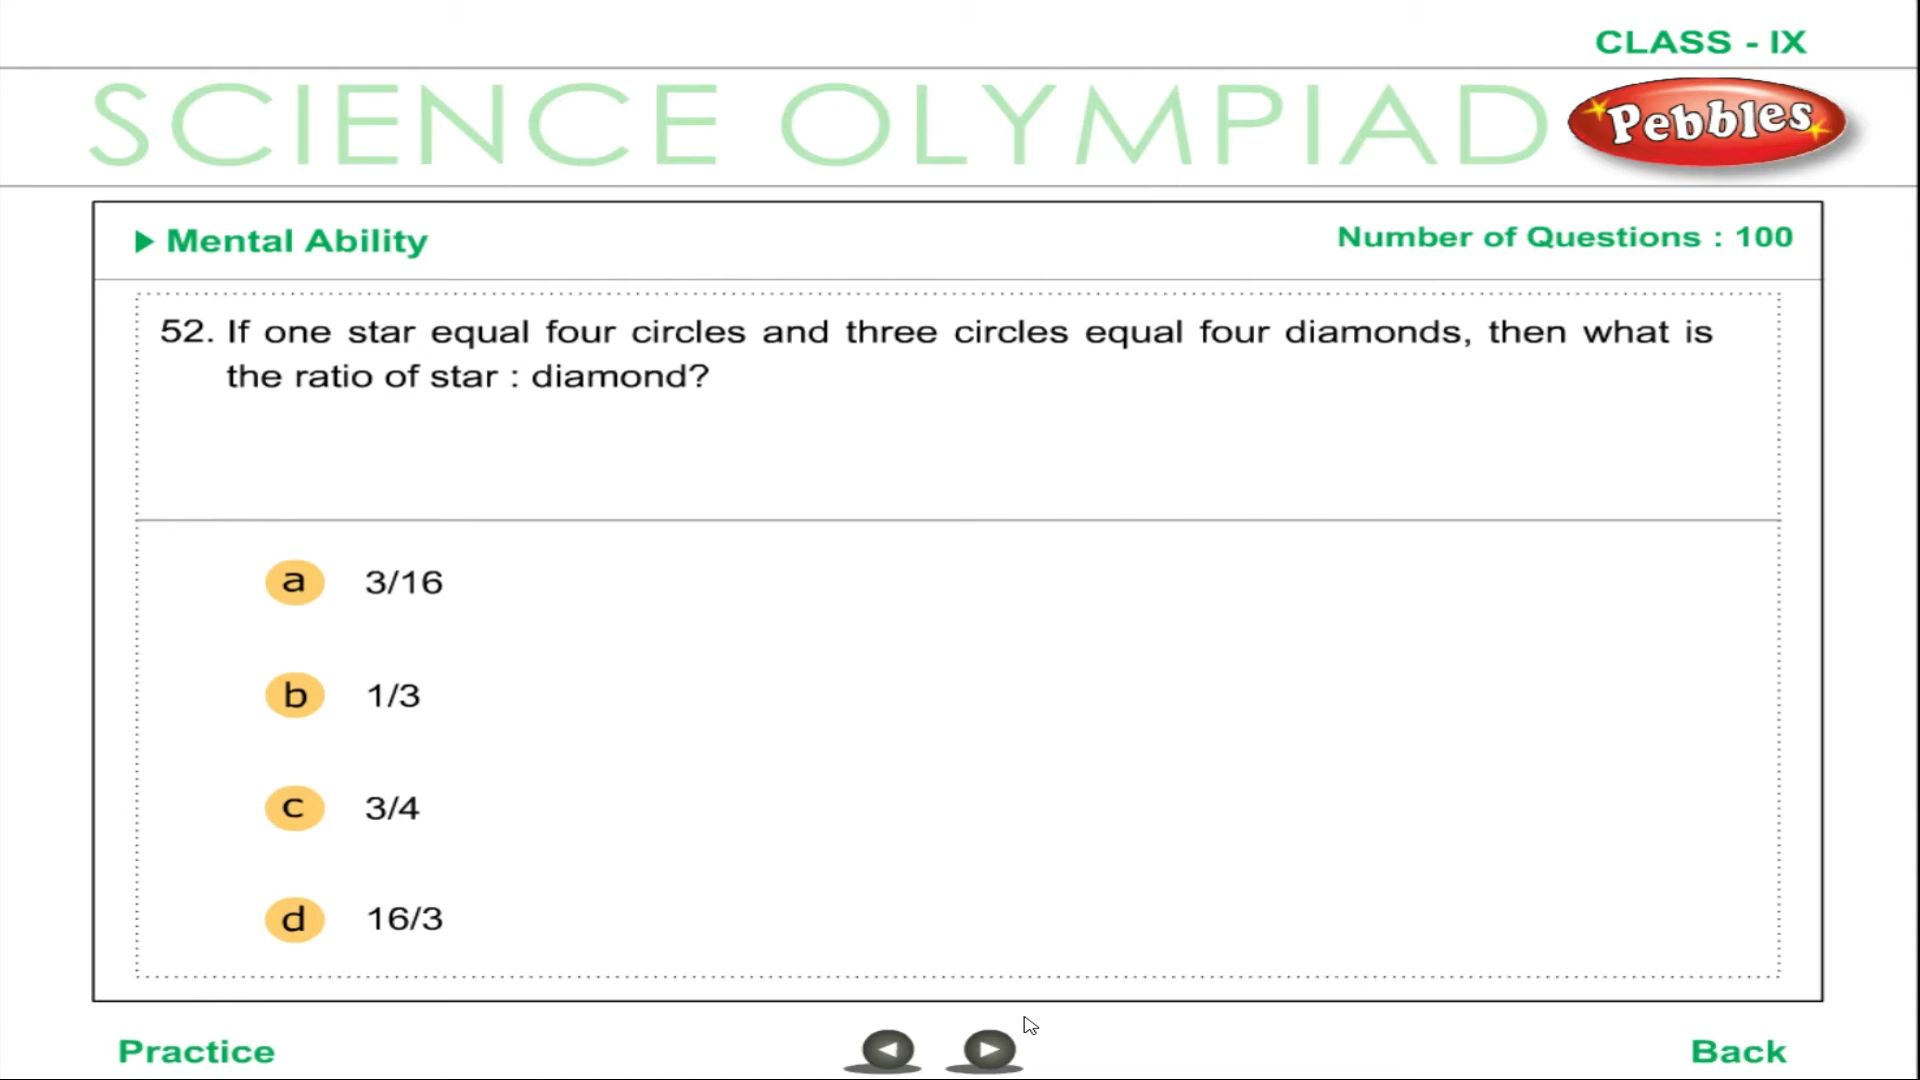 CLASS - IX
SCIENCE OLYMPIAD
Pebbles
Mental Ability
Number of Questions : 100
52. If one star equal four circles and three circles equal four diamonds, then what is
the ratio of star : diamond?
a 3/16
b 1/3
c 3/4
d 16/3
Practice
Back